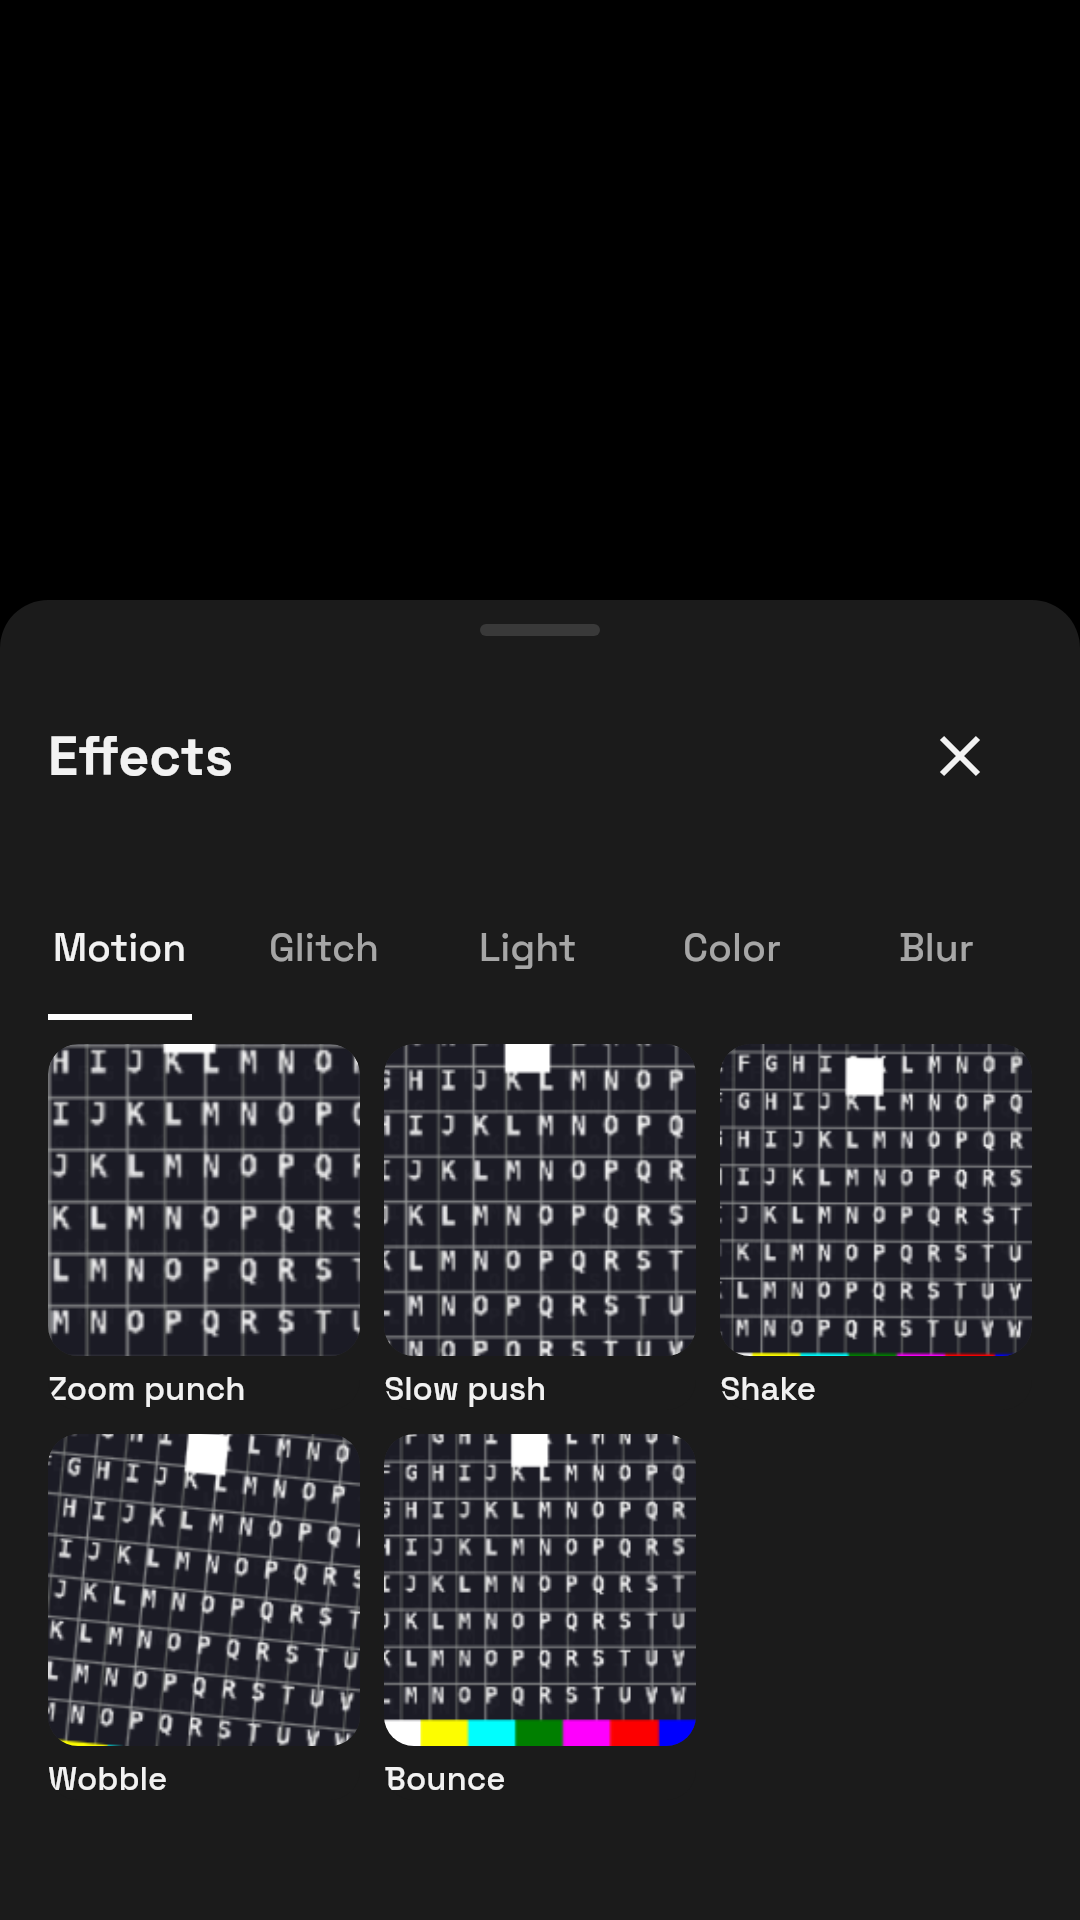 Effects
Motion Glitch Light Color Blur
H I J K L M N O
I J K L M N O P
J K L M N O P Q
K L M N O P Q R
L M N O P Q R S
M N O P Q R S T
Zoom punch
H I J K L M N O P
I J K L M N O P Q
J K L M N O P Q R
K L M N O P Q R S
L M N O P Q R S T
M N O P Q R S T U
N O P Q R S T U V
Slow push
F G H I K L M N O P
G H I J K L M N O P Q
H I J K L M N O P Q R
I J K L M N O P Q R S
J K L M N O P Q R S T
K L M N O P Q R S T U
L M N O P Q R S T U V
M N O P Q R S T U V W
Shake
G H I L M N O
G H I J K L M N O P
H I J K L M N O P Q
I J K L M N O P Q R
J K L M N O P Q R S
K L M N O P Q R S T U
L M N O P Q R S T U V
N O P Q R S T U V
Wobble
F G H I L M N O P
G H I J K L M N O P Q
H I J K L M N O P Q R
I J K L M N O P Q R S
J K L M N O P Q R S T
K L M N O P Q R S T U
L M N O P Q R S T U V
M N O P Q R S T U V W
Bounce